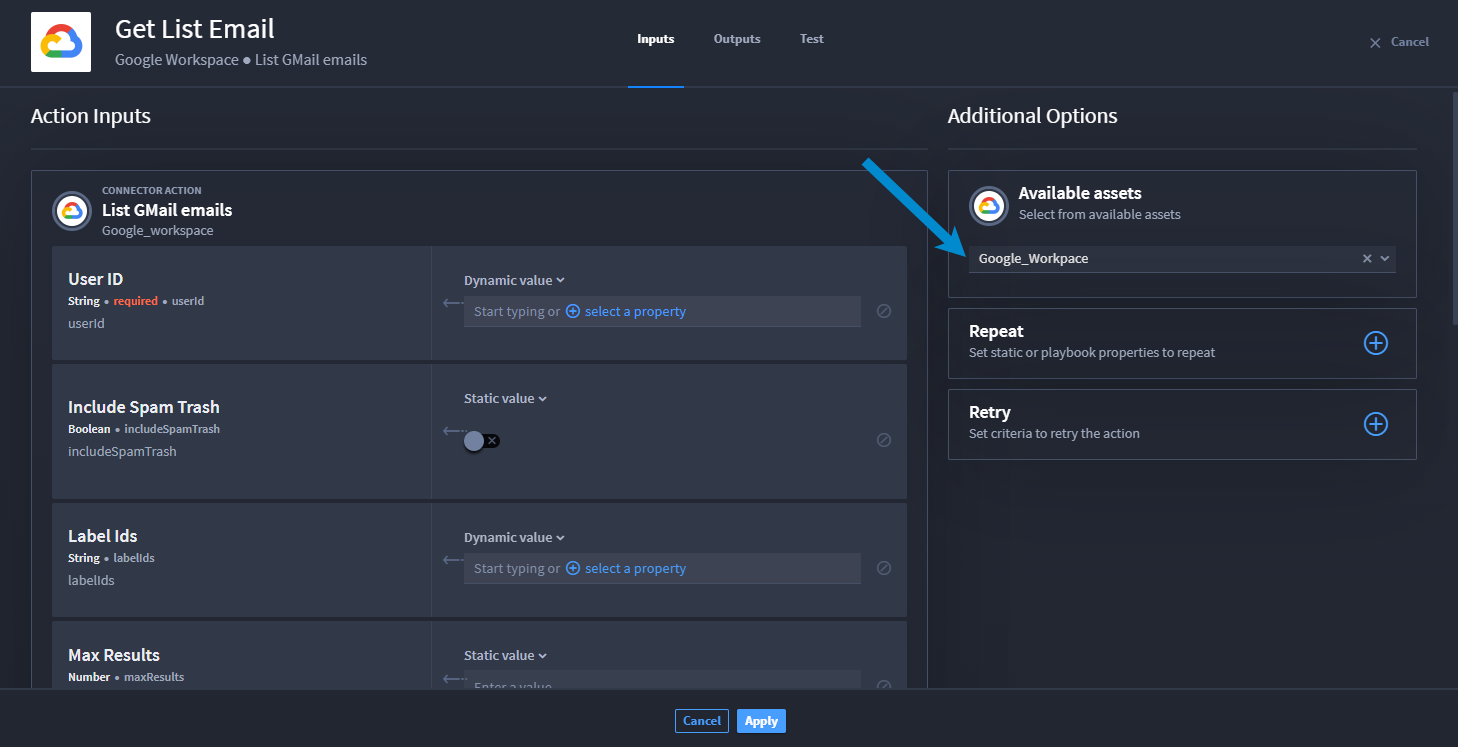 Get List Email
Google Workspace ● List GMail emails
Inputs
Outputs
Test
Cancel
Action Inputs
CONNECTOR ACTION
List GMail emails
Google_workspace
User ID
String • required • userId
userId
Dynamic value
Start typing or select a property
Include Spam Trash
Boolean • includeSpamTrash
includeSpamTrash
Static value
Label Ids
String • labelIds
labelIds
Dynamic value
Start typing or select a property
Max Results
Number • maxResults
Static value
Enter a value
Additional Options
Available assets
Select from available assets
Google_Workpace
Repeat
Set static or playbook properties to repeat
Retry
Set criteria to retry the action
Cancel
Apply